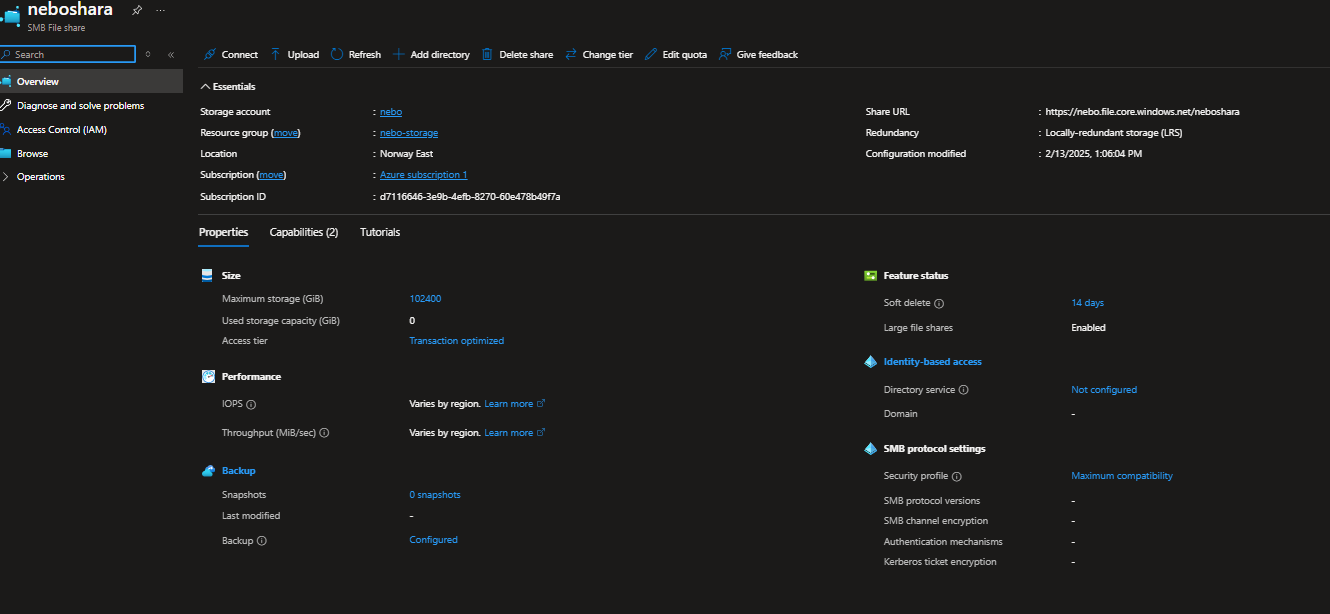 neboshara
SMB File share
Search
Overview
Diagnose and solve problems
Access Control (IAM)
Browse
Operations
Connect Upload Refresh Add directory Delete share Change tier Edit quota Give feedback
Essentials
Storage account : nebo
Resource group (move) : nebo-storage
Location : Norway East
Subscription (move) : Azure subscription 1
Subscription ID : d7116646-3e9b-4efb-8270-60e478b49f7a
Share URL : https://nebo.file.core.windows.net/neboshara
Redundancy : Locally-redundant storage (LRS)
Configuration modified : 2/13/2025, 1:06:04 PM
Properties Capabilities (2) Tutorials
Size
Maximum storage (GiB) 102400
Used storage capacity (GiB) 0
Access tier Transaction optimized
Performance
IOPS Varies by region. Learn more
Throughput (MiB/sec) Varies by region. Learn more
Backup
Snapshots 0 snapshots
Last modified -
Backup Configured
Feature status
Soft delete 14 days
Large file shares Enabled
Identity-based access
Directory service Not configured
Domain -
SMB protocol settings
Security profile Maximum compatibility
SMB protocol versions -
SMB channel encryption -
Authentication mechanisms -
Kerberos ticket encryption -